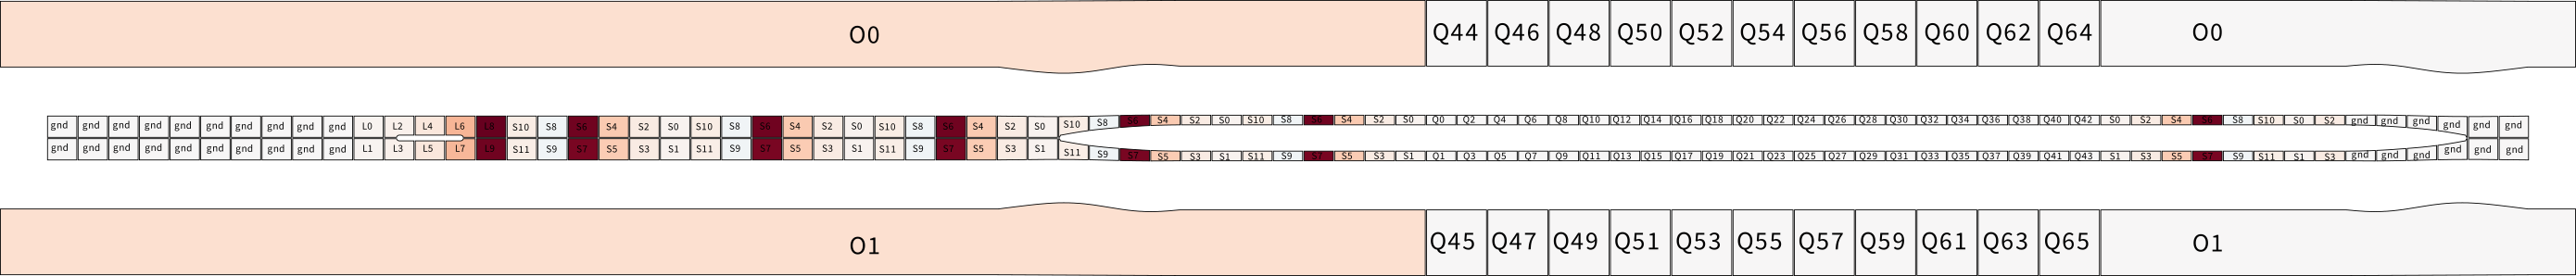 O0 Q44 Q46 Q48 Q50 Q52 Q54 Q56 Q58 Q60 Q62 Q64 O0
gnd gnd gnd gnd gnd gnd gnd gnd gnd gnd L0 L2 L4 L6 L8 S10 S8 S6 S4 S2 S0 S10 S8 S6 S4 S2 S0 S10 S8 S6 S4 S2 S0 S10 S8 S6 S4 S2 S0 S10 S8 S6 S4 S2 S0 Q0 Q2 Q4 Q6 Q8 Q10 Q12 Q14 Q16 Q18 Q20 Q22 Q24 Q26 Q28 Q30 Q32 Q34 Q36 Q38 Q40 Q42 S0 S2 S4 S6 S8 S10 S0 S2 gnd gnd gnd gnd gnd gnd
gnd gnd gnd gnd gnd gnd gnd gnd gnd gnd L1 L3 L5 L7 L9 S11 S9 S7 S5 S3 S1 S11 S9 S7 S5 S3 S1 S11 S9 S7 S5 S3 S1 S11 S9 S7 S5 S3 S1 S11 S9 S7 S5 S3 S1 Q1 Q3 Q5 Q7 Q9 Q11 Q13 Q15 Q17 Q19 Q21 Q23 Q25 Q27 Q29 Q31 Q33 Q35 Q37 Q39 Q41 Q43 S1 S3 S5 S7 S9 S11 S1 S3 gnd gnd gnd gnd gnd gnd
O1 Q45 Q47 Q49 Q51 Q53 Q55 Q57 Q59 Q61 Q63 Q65 O1